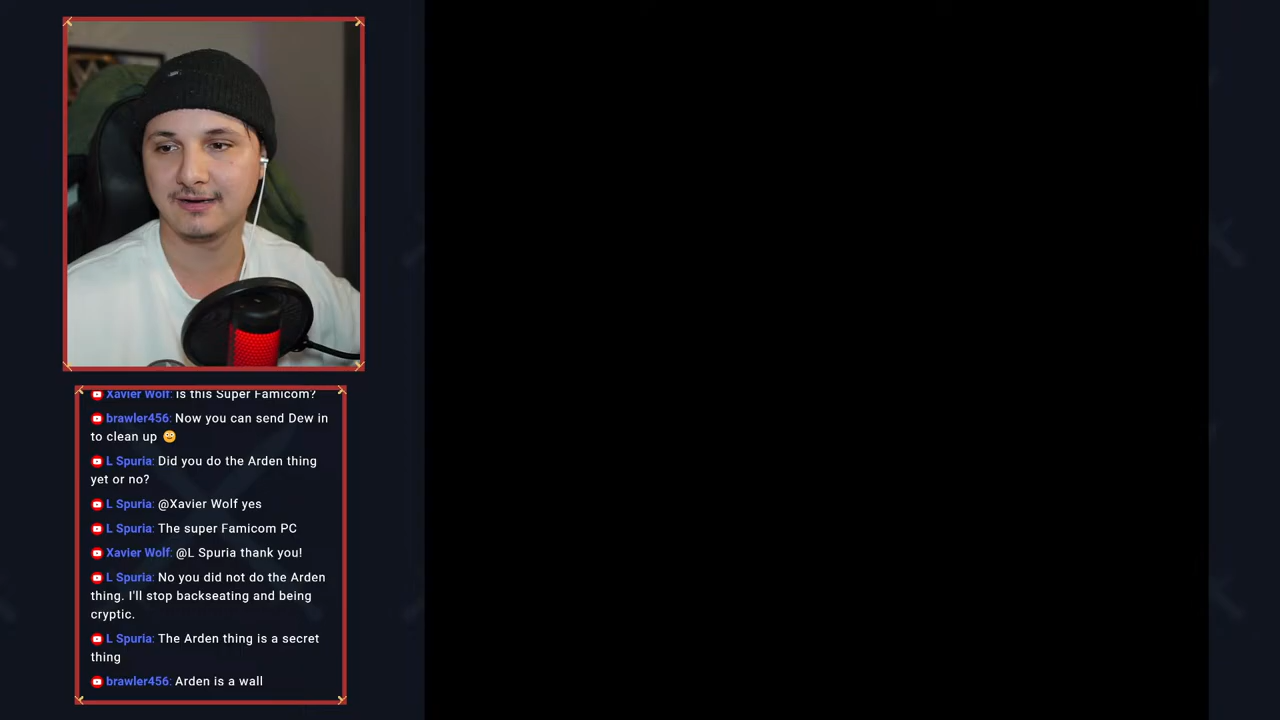 Xavier Wolf: Is this Super Famicom?
brawler456: Now you can send Dew in
to clean up
L Spuria: Did you do the Arden thing
yet or no?
L Spuria: @Xavier Wolf yes
L Spuria: The super Famicom PC
Xavier Wolf: @L Spuria thank you!
L Spuria: No you did not do the Arden
thing. I'll stop backseating and being
cryptic.
L Spuria: The Arden thing is a secret
thing
brawler456: Arden is a wall